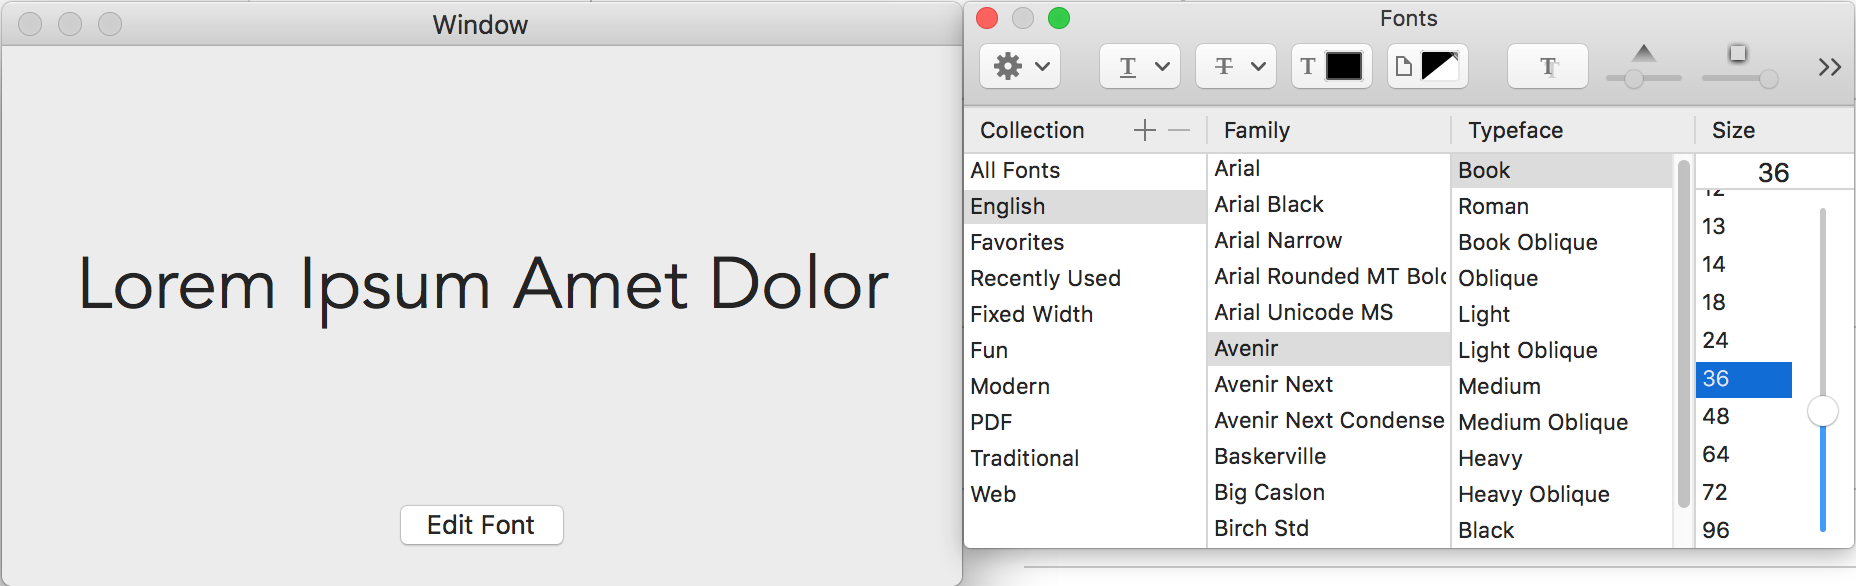 Window
Lorem Ipsum Amet Dolor
Edit Font
Fonts
T
T
T
T
Collection
Family
Typeface
Size
All Fonts
English
Favorites
Recently Used
Fixed Width
Fun
Modern
PDF
Traditional
Web
Arial
Arial Black
Arial Narrow
Arial Rounded MT Bold
Arial Unicode MS
Avenir
Avenir Next
Avenir Next Condense
Baskerville
Big Caslon
Birch Std
Book
Roman
Book Oblique
Oblique
Light
Light Oblique
Medium
Medium Oblique
Heavy
Heavy Oblique
Black
36
12
13
14
18
24
36
48
64
72
96